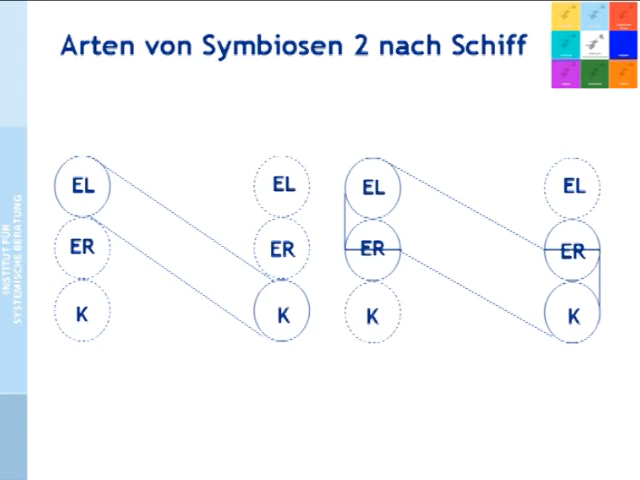 Arten von Symbiosen 2 nach Schiff
INSTITUT FÜR
SYSTEMISCHE BERATUNG
EL
ER
K
EL
ER
K
EL
ER
K
EL
ER
K